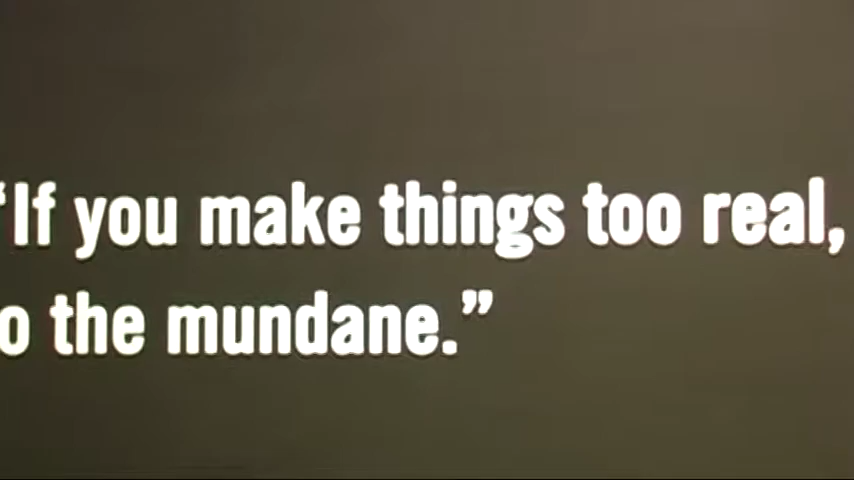 “If you make things too real,
o the mundane.”